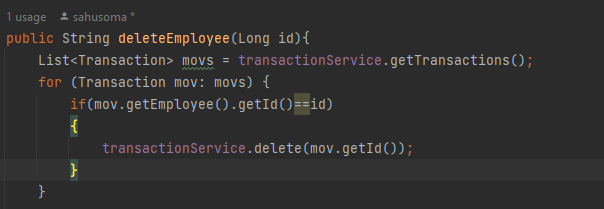 1 usage sahusoma *
public String deleteEmployee(Long id){
List<Transaction> movs = transactionService.getTransactions();
for (Transaction mov: movs) {
if(mov.getEmployee().getId()==id)
{
transactionService.delete(mov.getId());
}
}